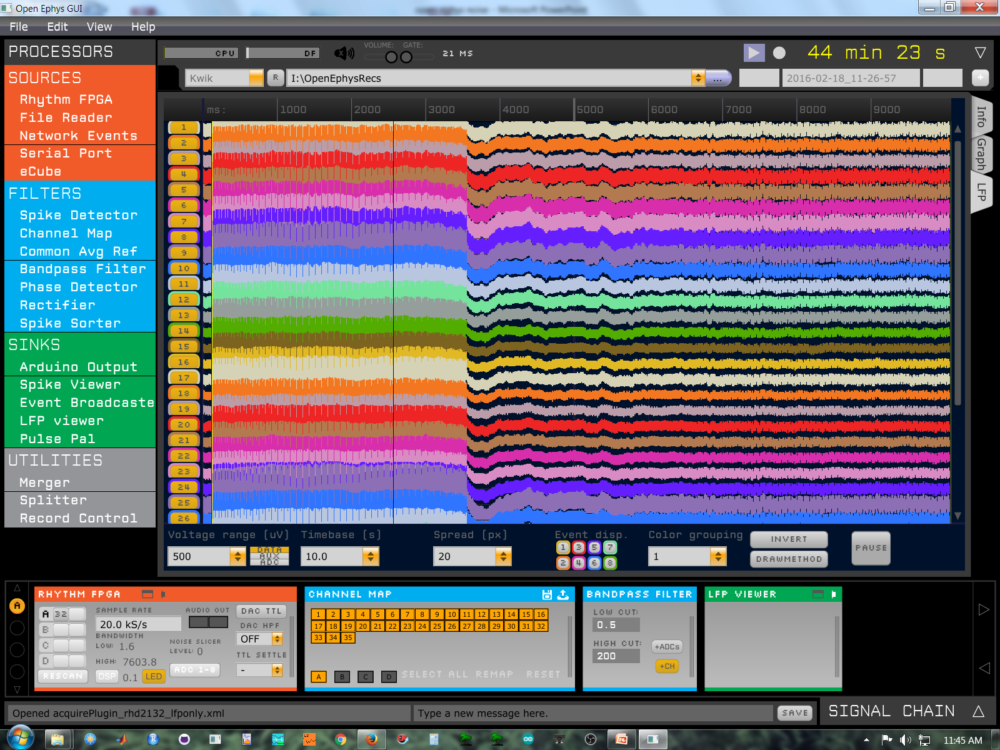 Open Ephys GUI
File Edit View Help
PROCESSORS
SOURCES
Rhythm FPGA
File Reader
Network Events
Serial Port
eCube
FILTERS
Spike Detector
Channel Map
Common Avg Ref
Bandpass Filter
Phase Detector
Rectifier
Spike Sorter
SINKS
Arduino Output
Spike Viewer
Event Broadcaste
LFP viewer
Pulse Pal
UTILITIES
Merger
Splitter
Record Control
CPU DF VOLUME: GATE: 21 MS 44 min 23 s
Kwik R I:\OpenEphysRecs ... 2016-02-18_11-26-57 +
ms: 1000 2000 3000 4000 5000 6000 7000 8000 9000
1
2
3
4
5
6
7
8
9
10
11
12
13
14
15
16
17
18
19
20
21
22
23
24
25
26
Info
Graph
LFP
Voltage range [uV] Timebase [s] Spread [px] Event disp. Color grouping
500 DATA AUX ADC 10.0 20 1
1 3 5 7
2 4 6 8
INVERT
DRAWMETHOD
PAUSE
A
RHYTHM FPGA
A 32
B
C
D
RESCAN
SAMPLE RATE
20.0 kS/s
BANDWIDTH
LOW: 1.6
HIGH: 7603.8
DSP 0.1 LED
AUDIO OUT
NOISE SLICER
LEVEL: 0
ADC 1-8
DAC TTL
DAC HPF
OFF
TTL SETTLE
-
CHANNEL MAP
1 2 3 4 5 6 7 8 9 10 11 12 13 14 15 16
17 18 19 20 21 22 23 24 25 26 27 28 29 30 31 32
33 34 35
A B C D SELECT ALL REMAP RESET
BANDPASS FILTER
LOW CUT:
0.5
HIGH CUT:
200
+ADCs
+CH
LFP VIEWER
Opened acquirePlugin_rhd2132_lfponly.xml
Type a new message here.
SAVE
SIGNAL CHAIN
11:45 AM